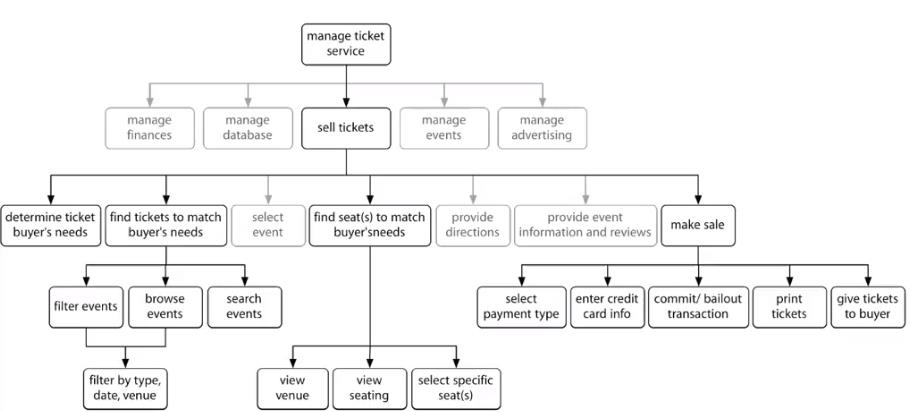 manage ticket
service
manage
finances
manage
database
sell tickets
manage
events
manage
advertising
determine ticket
buyer's needs
find tickets to match
buyer's needs
select
event
find seat(s) to match
buyer'sneeds
provide
directions
provide event
information and reviews
make sale
filter events
browse
events
search
events
select
payment type
enter credit
card info
commit/ bailout
transaction
print
tickets
give tickets
to buyer
filter by type,
date, venue
view
venue
view
seating
select specific
seat(s)